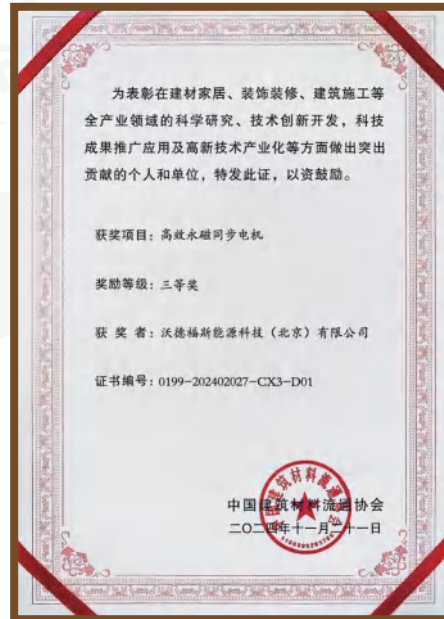 为表彰在建材家居、装饰装修、建筑施工等
全产业领域的科学研究、技术创新开发，科技
成果推广应用及高新技术产业化等方面做出突出
贡献的个人和单位，特发此证，以资鼓励。
获奖项目：高效永磁同步电机
奖励等级：三等奖
获 奖 者：沃德福斯能源科技（北京）有限公司
证书编号：0199-202402027-CX3-D01
中国建筑材料流通协会
二〇二四年十一月二十一日